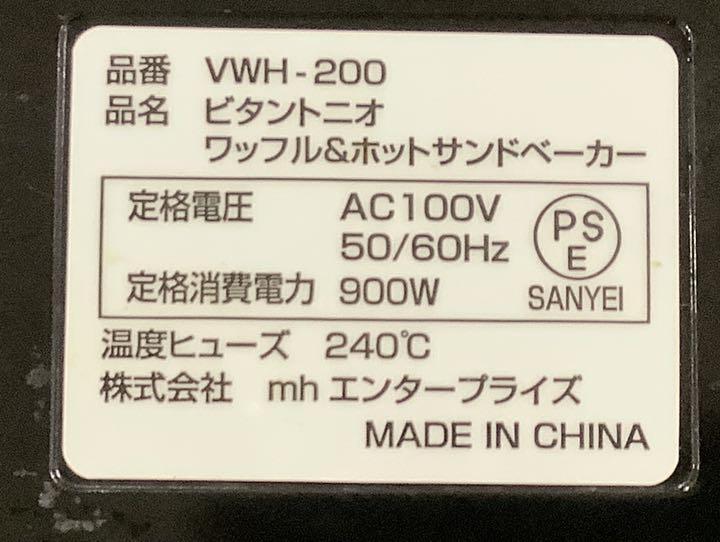 品番 VWH-200
品名 ビタントニオ
ワッフル&ホットサンドベーカー
定格電圧 AC100V
50/60Hz
定格消費電力 900W
PSE
SANYEI
温度ヒューズ 240℃
株式会社 mhエンタープライズ
MADE IN CHINA